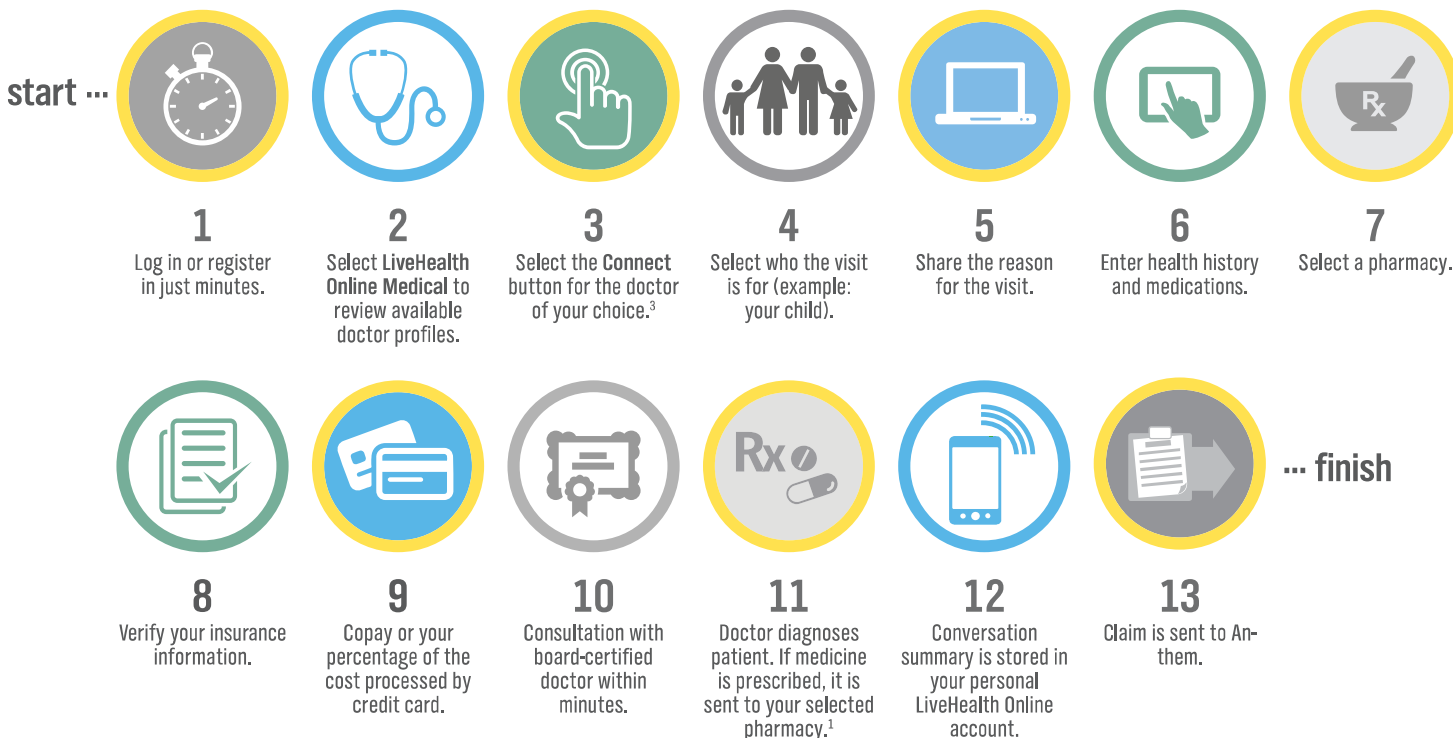 start ...
1
Log in or register
in just minutes.
2
Select LiveHealth
Online Medical to
review available
doctor profiles.
3
Select the Connect
button for the doctor
of your choice.³
4
Select who the visit
is for (example:
your child).
5
Share the reason
for the visit.
6
Enter health history
and medications.
Rx
7
Select a pharmacy.
8
Verify your insurance
information.
9
Copay or your
percentage of the
cost processed by
credit card.
10
Consultation with
board-certified
doctor within
minutes.
Rx
11
Doctor diagnoses
patient. If medicine
is prescribed, it is
sent to your selected
pharmacy.¹
12
Conversation
summary is stored in
your personal
LiveHealth Online
account.
13
Claim is sent to An-
them.
... finish